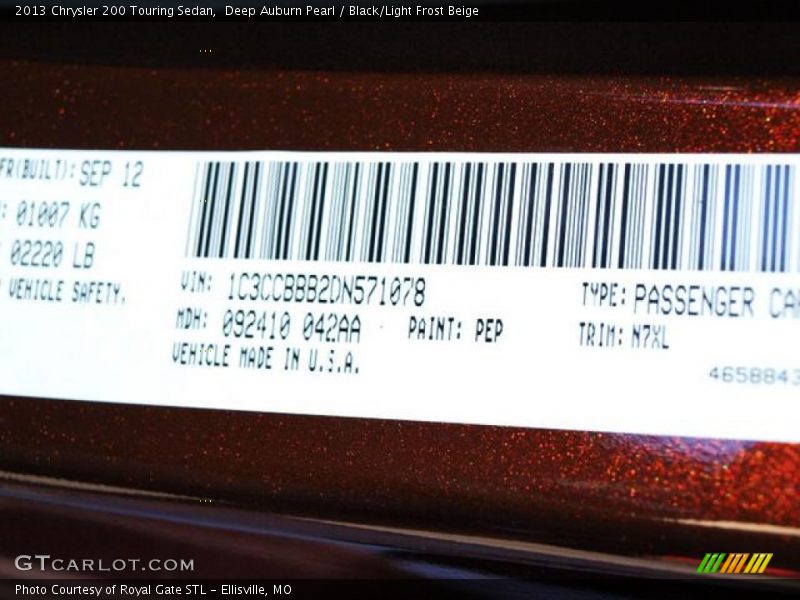 2013 Chrysler 200 Touring Sedan,  Deep Auburn Pearl / Black/Light Frost Beige
FR(BUILT): SEP 12
: 01007 KG
: 02220 LB
VEHICLE SAFETY.
VIN: 1C3CCBBB2DN571078
MDH: 092410 042AA
PAINT: PEP
VEHICLE MADE IN U.S.A.
TYPE: PASSENGER CA
TRIM: N7XL
4658843
GTCARLOT.COM
Photo Courtesy of Royal Gate STL - Ellisville, MO